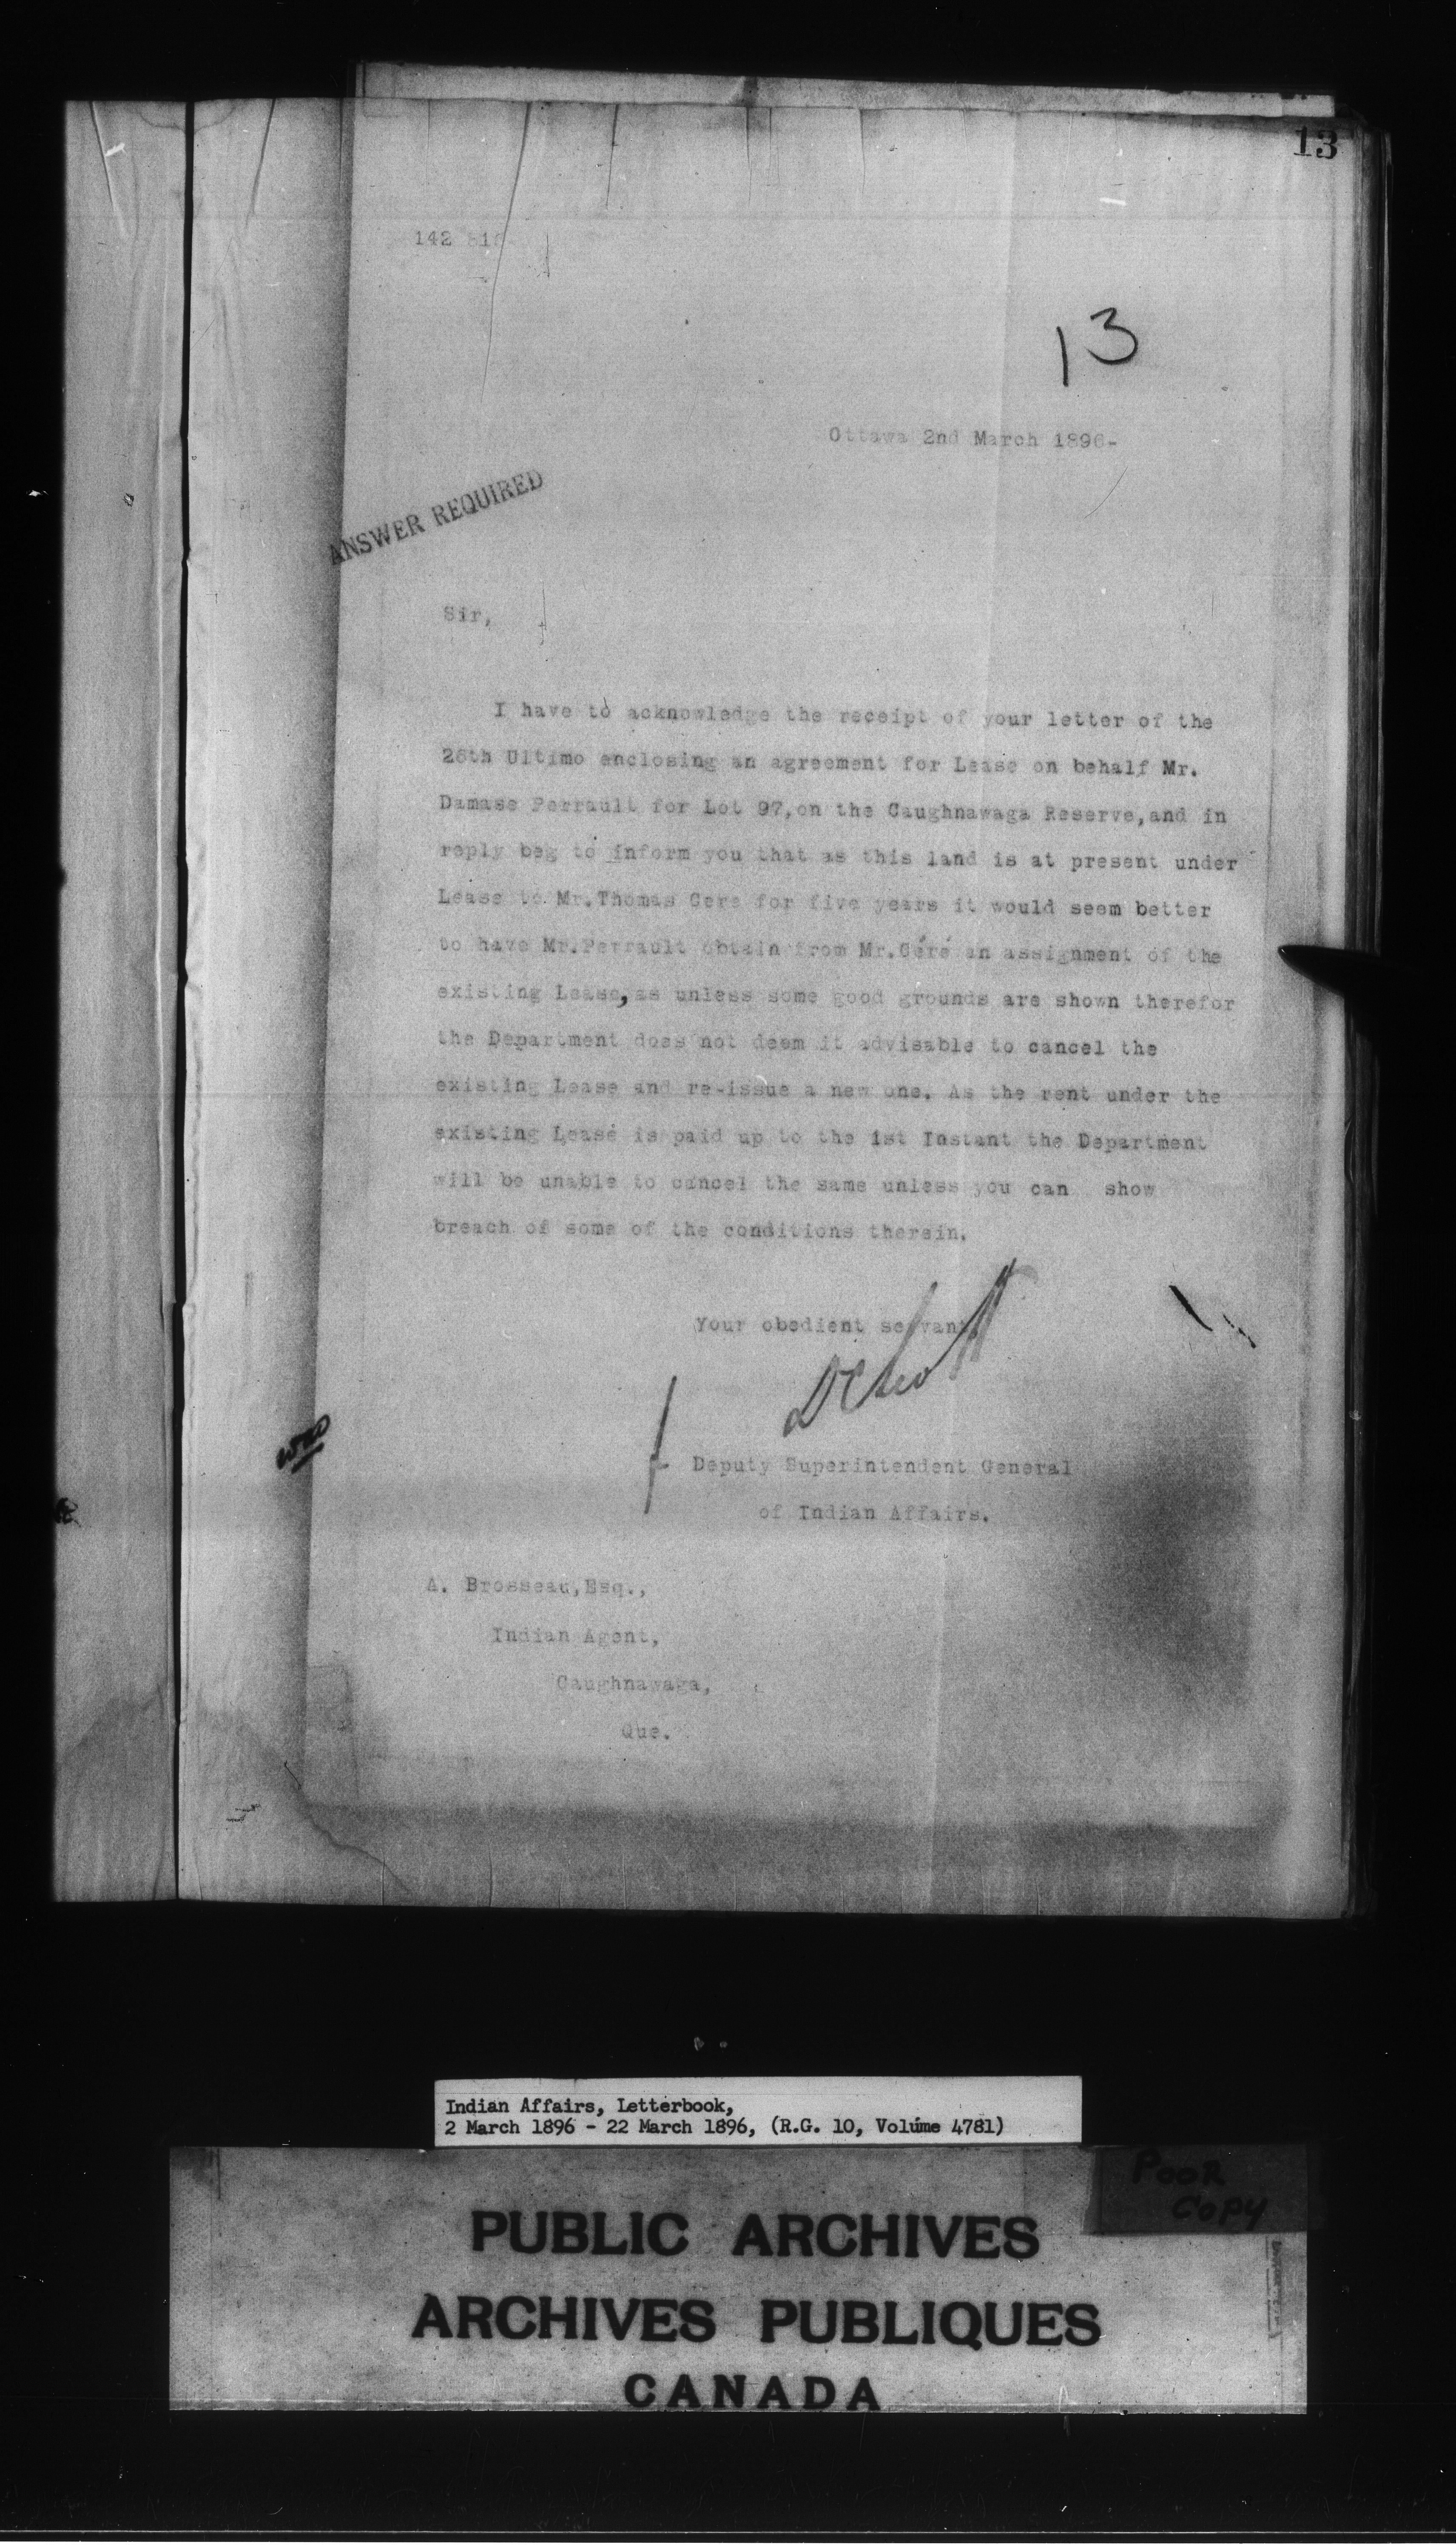 13
142
13
Ottawa 2nd March 1896-
ANSWER REQUIRED
Sir,
I have to acknowledge the receipt of your letter of the
26th Ultimo enclosing an agreement for Lease on behalf Mr.
Damase Perrault for Lot 97,on the Caughnawaga Reserve,and in
reply beg to inform you that as this land is at present under
Lease to Mr.Thomas Gere for five years it would seem better
to have Mr.Perrault obtain from Mr.Géré an assignment of the
existing Lease,as unless some good grounds are shown therefor
the Department does not deem it advisable to cancel the
existing Lease and re-issue a new one. As the rent under the
existing Lease is paid up to the 1st Instant the Department
will be unable to cancel the same unless you can show
breach of some of the conditions therein.
Your obedient servant
D C Scott
Deputy Superintendent General
of Indian Affairs.
A. Brosseau,Esq.,
Indian Agent,
Caughnawaga,
Que.
Indian Affairs, Letterbook,
2 March 1896 - 22 March 1896, (R.G. 10, Volume 4781)
POOR
COPY
PUBLIC ARCHIVES
ARCHIVES PUBLIQUES
CANADA